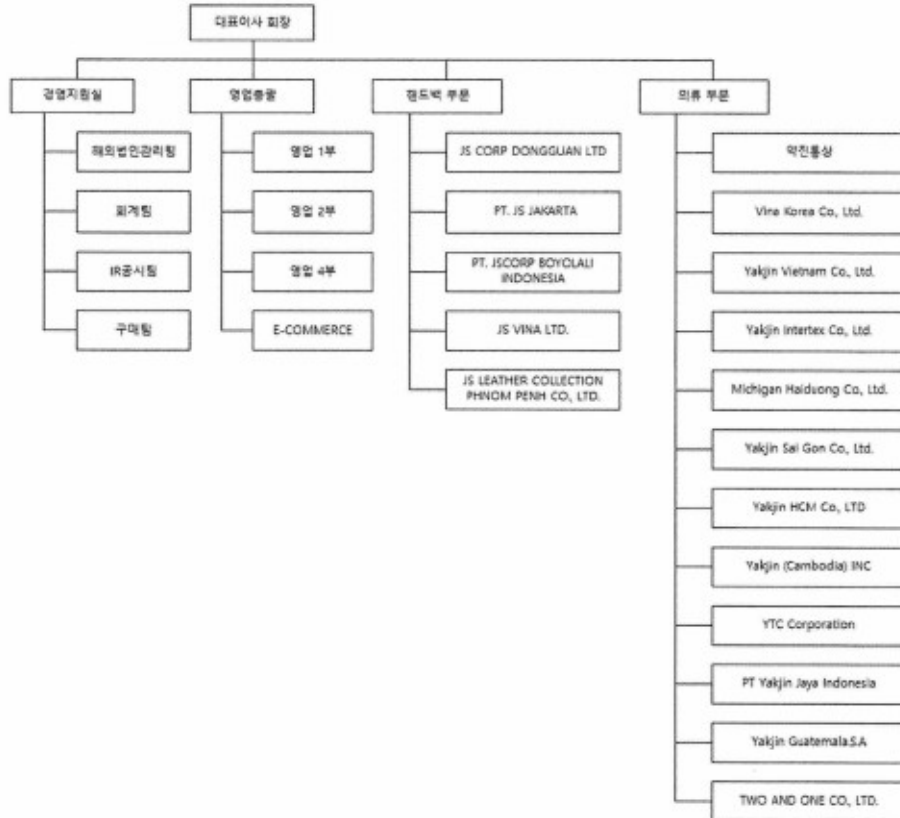 대표이사 회장
경영지원실
해외법인관리팀
회계팀
IR공시팀
구매팀
영업총괄
영업 1부
영업 2부
영업 4부
E-COMMERCE
핸드백 부문
JS CORP DONGGUAN LTD
PT. JS JAKARTA
PT. JSCORP BOYOLALI
INDONESIA
JS VINA LTD.
JS LEATHER COLLECTION
PHNOM PENH CO., LTD.
의류 부문
약진통상
Vina Korea Co., Ltd.
Yakjin Vietnam Co., Ltd.
Yakjin Intertex Co., Ltd.
Michigan Haiduong Co., Ltd.
Yakjin Sai Gon Co., Ltd.
Yakjin HCM Co., LTD
Yakjin (Cambodia) INC
YTC Corporation
PT Yakjin Jaya Indonesia
Yakjin Guatemala.S.A
TWO AND ONE CO., LTD.